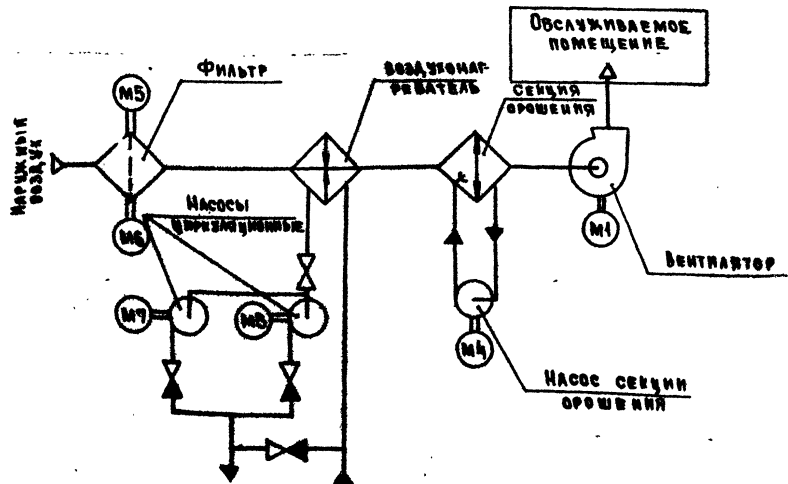 Обслуживаемое
помещение
Фильтр
Воздухонаг-
реватель
Секция
орошения
М5
Наружный
воздух
Насосы
циркуляционные
М6
М1
Вентилятор
М7
М8
М4
Насос секции
орошения